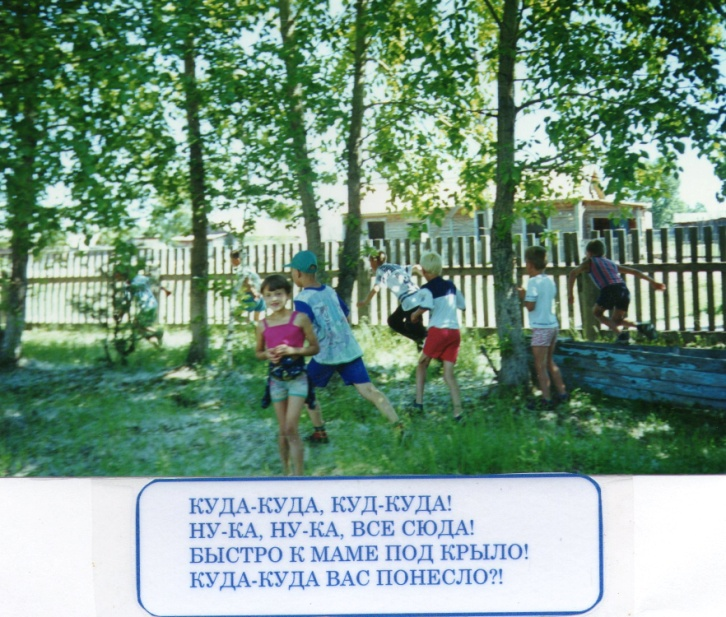 КУДА-КУДА, КУД-КУДА!
НУ-КА, НУ-КА, ВСЕ СЮДА!
БЫСТРО К МАМЕ ПОД КРЫЛО!
КУДА-КУДА ВАС ПОНЕСЛО?!